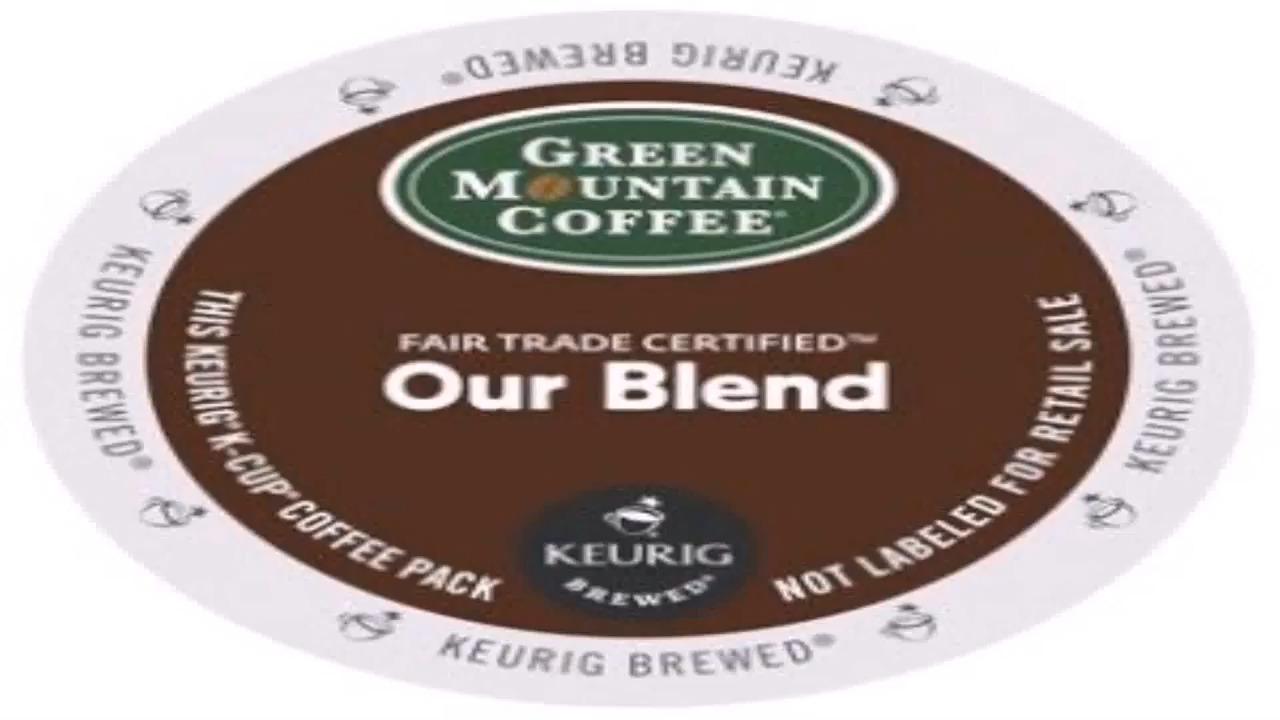 KEURIG BREWED®
GREEN
MOUNTAIN
COFFEE®
FAIR TRADE CERTIFIED™
Our Blend
THIS KEURIG® K-CUP® COFFEE PACK
NOT LABELED FOR RETAIL SALE
KEURIG
BREWED®
KEURIG BREWED®
KEURIG BREWED®
KEURIG BREWED®